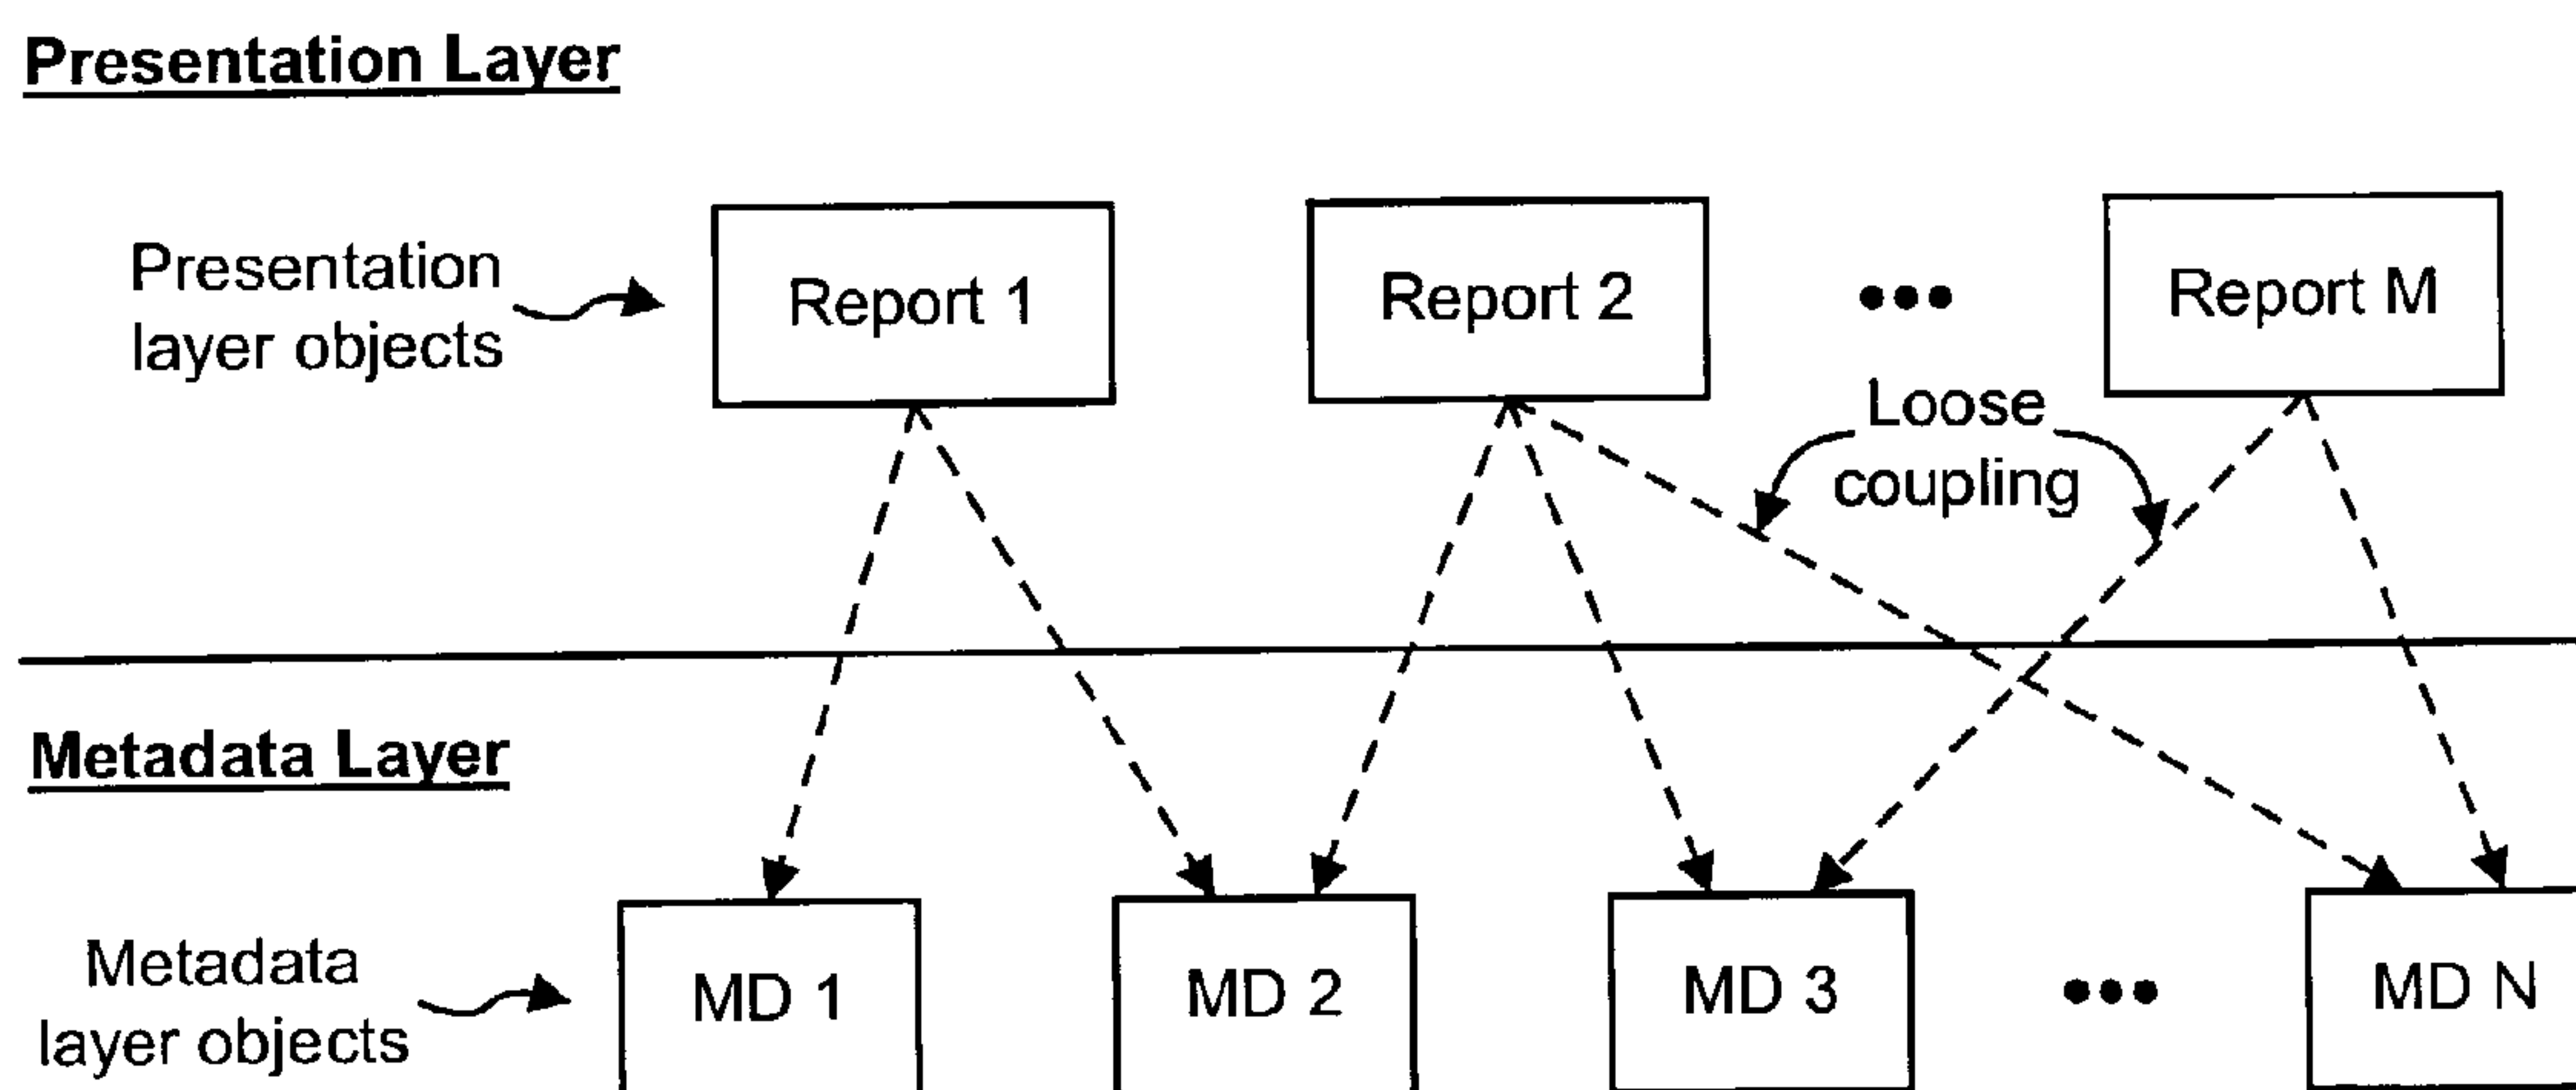 Presentation Layer
Presentation
layer objects
Report 1
Report 2
•••
Report M
Loose
coupling
Metadata Layer
Metadata
layer objects
MD 1
MD 2
MD 3
•••
MD N